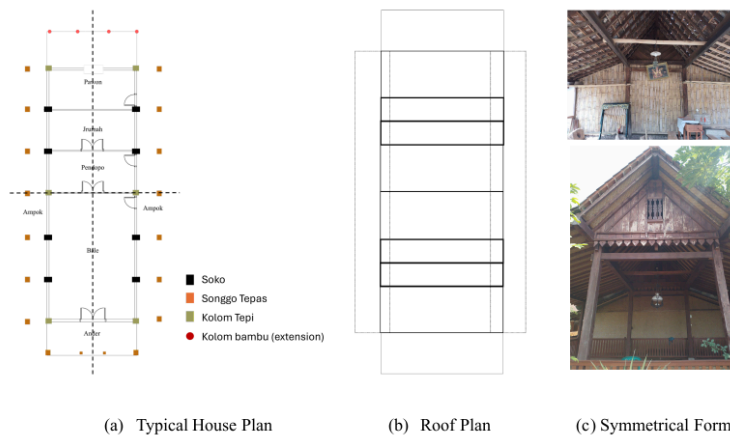 Pawon
Jrumah
Pendopo
Ampok
Ampok
Bale
Amper
Soko
Songgo Tepas
Kolom Tepi
Kolom bambu (extension)
(a) Typical House Plan
(b) Roof Plan
(c) Symmetrical Form